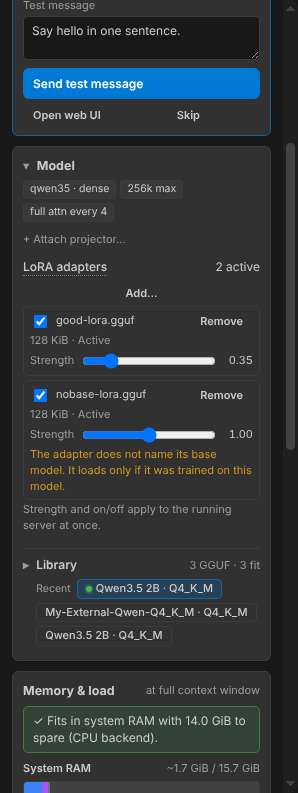 Test message
Say hello in one sentence.
Send test message
Open web UI Skip
▾ Model
qwen35 · dense 256k max
full attn every 4
+ Attach projector...
LoRA adapters 2 active
Add...
good-lora.gguf Remove
128 KiB · Active
Strength 0.35
nobase-lora.gguf Remove
128 KiB · Active
Strength 1.00
The adapter does not name its base
model. It loads only if it was trained on this
model.
Strength and on/off apply to the running
server at once.
▸ Library 3 GGUF · 3 fit
Recent Qwen3.5 2B · Q4_K_M
My-External-Qwen-Q4_K_M · Q4_K_M
Qwen3.5 2B · Q4_K_M
Memory & load at full context window
✓ Fits in system RAM with 14.0 GiB to
spare (CPU backend).
System RAM ~1.7 GiB / 15.7 GiB